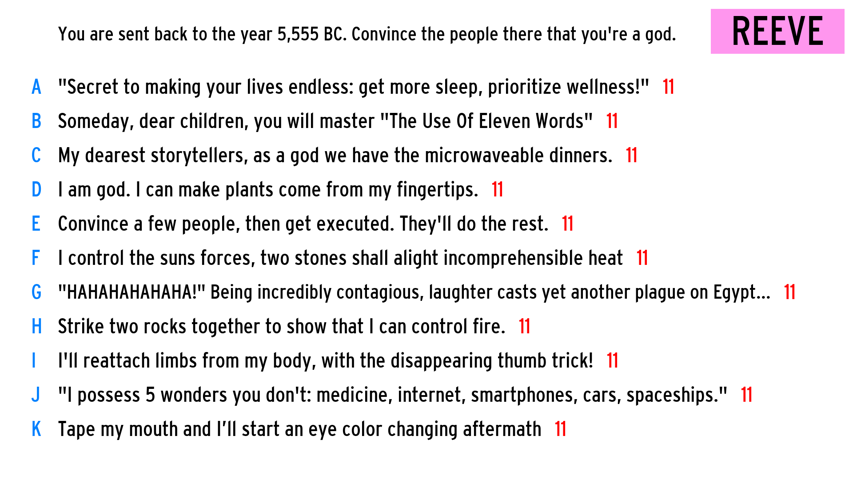 You are sent back to the year 5,555 BC. Convince the people there that you're a god.
REEVE
A "Secret to making your lives endless: get more sleep, prioritize wellness!" 11
B Someday, dear children, you will master "The Use Of Eleven Words" 11
C My dearest storytellers, as a god we have the microwaveable dinners. 11
D I am god. I can make plants come from my fingertips. 11
E Convince a few people, then get executed. They'll do the rest. 11
F I control the suns forces, two stones shall alight incomprehensible heat 11
G "HAHAHAHAHAHA!" Being incredibly contagious, laughter casts yet another plague on Egypt... 11
H Strike two rocks together to show that I can control fire. 11
I I'll reattach limbs from my body, with the disappearing thumb trick! 11
J "I possess 5 wonders you don't: medicine, internet, smartphones, cars, spaceships." 11
K Tape my mouth and I’ll start an eye color changing aftermath 11